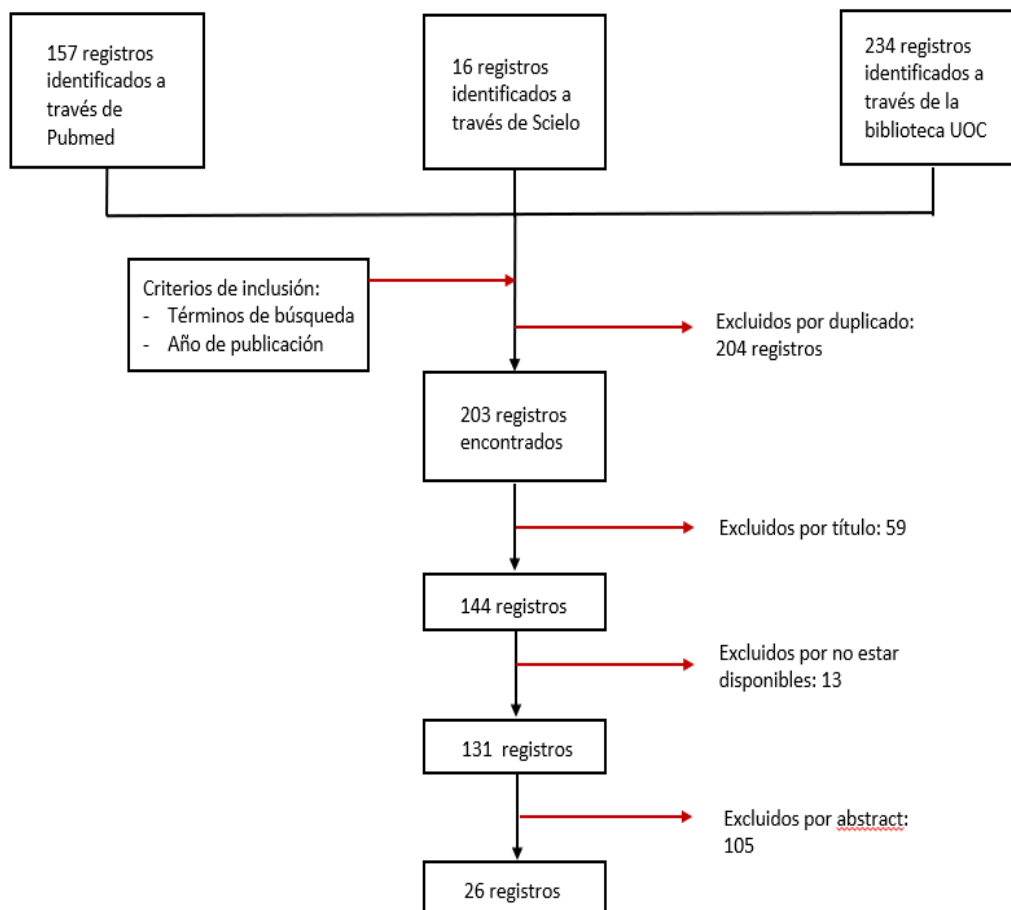 157 registros
identificados a
través de
Pubmed
16 registros
identificados a
través de Scielo
234 registros
identificados a
través de la
biblioteca UOC
Criterios de inclusión:
- Términos de búsqueda
- Año de publicación
Excluidos por duplicado:
204 registros
203 registros
encontrados
Excluidos por título: 59
144 registros
Excluidos por no estar
disponibles: 13
131 registros
Excluidos por abstract:
105
26 registros